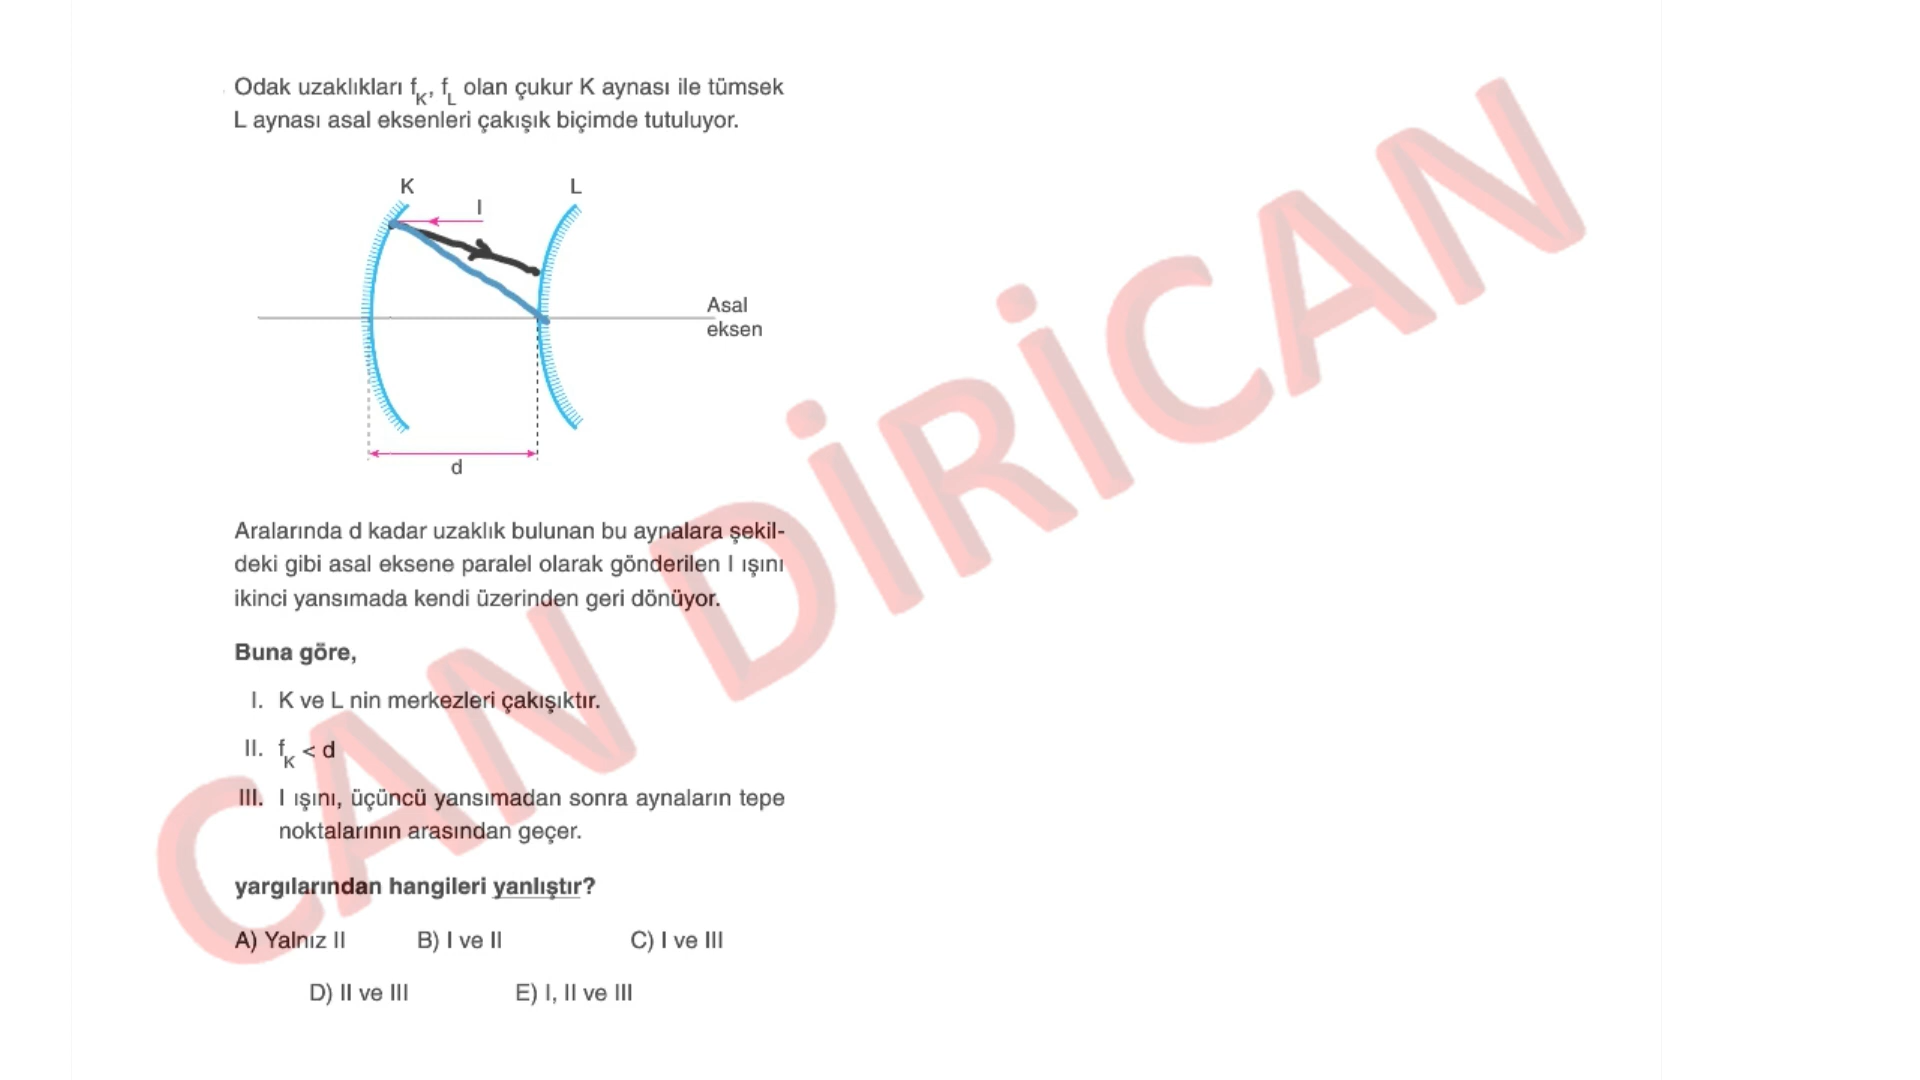 Odak uzaklıkları fK, fL olan çukur K aynası ile tümsek
L aynası asal eksenleri çakışık biçimde tutuluyor.
K
L
I
Asal
eksen
d
Aralarında d kadar uzaklık bulunan bu aynalara şekil-
deki gibi asal eksene paralel olarak gönderilen I ışını
ikinci yansımada kendi üzerinden geri dönüyor.
Buna göre,
I. K ve L nin merkezleri çakışıktır.
II. fK < d
III. I ışını, üçüncü yansımadan sonra aynaların tepe
noktalarının arasından geçer.
yargılarından hangileri yanlıştır?
A) Yalnız II B) I ve II C) I ve III
D) II ve III E) I, II ve III
CAN DİRİCAN